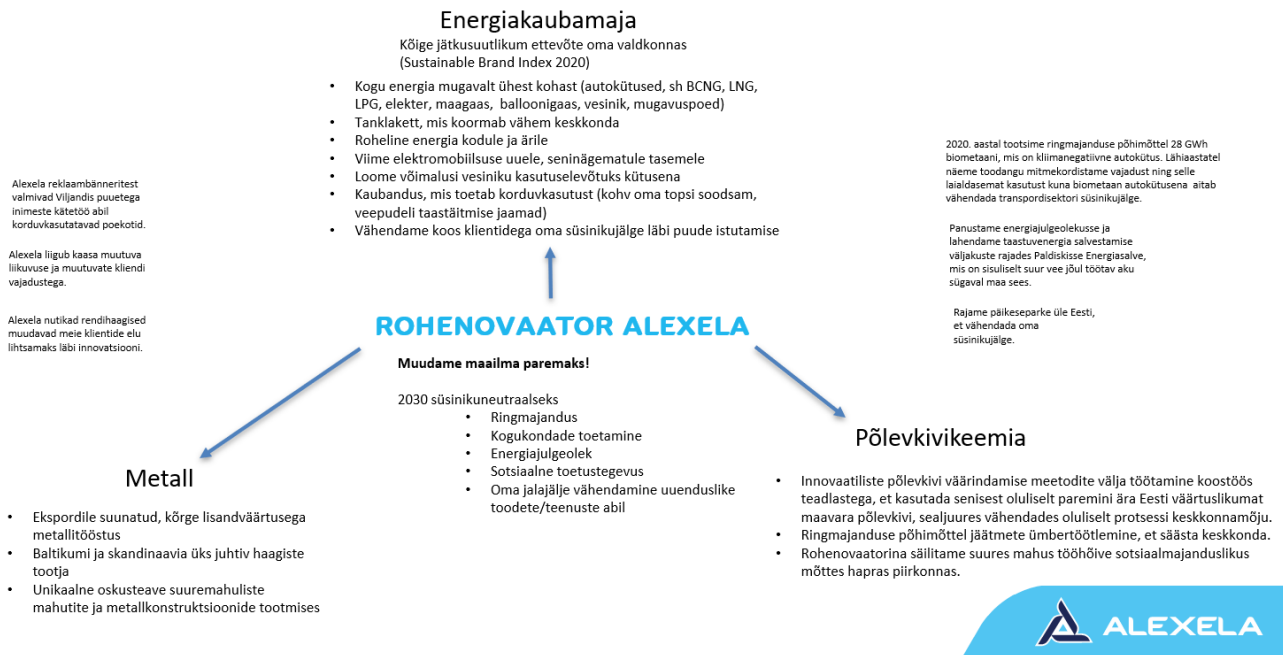 Energiakaubamaja
Kõige jätkusuutlikum ettevõte oma valdkonnas
(Sustainable Brand Index 2020)
• Kogu energia mugavalt ühest kohast (autokütused, sh BCNG, LNG,
LPG, elekter, maagaas, balloonigaas, vesinik, mugavuspoed)
• Tanklakett, mis koormab vähem keskkonda
• Roheline energia kodule ja ärile
• Viime elektromobiilsuse uuele, seninägematule tasemele
• Loome võimalusi vesiniku kasutuselevõtuks kütusena
• Kaubandus, mis toetab korduvkasutust (kohv oma topsi soodsam,
veepudeli taastäitmise jaamad)
• Vähendame koos klientidega oma süsinikujälge läbi puude istutamise
Alexela reklaambänneritest
valmivad Viljandis puuetega
inimeste kätetöö abil
korduvkasutatavad poekotid.
Alexela liigub kaasa muutuva
liikuvuse ja muutuvate kliendi
vajadustega.
Alexela nutikad rendihaagised
muudavad meie klientide elu
lihtsamaks läbi innovatsiooni.
2020. aastal tootsime ringmajanduse põhimõttel 28 GWh
biometaani, mis on kliimanegatiivne autokütus. Lähiaastatel
näeme toodangu mitmekordistame vajadust ning selle
laialdasemat kasutust kuna biometaan autokütusena aitab
vähendada transpordisektori süsinikujälge.
Panustame energiajulgeolekusse ja
lahendame taastuvenergia salvestamise
väljakuste rajades Paldiskisse Energiasalve,
mis on sisuliselt suur vee jõul töötav aku
sügaval maa sees.
Rajame päikeseparke üle Eesti,
et vähendada oma
süsinikujälge.
ROHENOVAATOR ALEXELA
Muudame maailma paremaks!
2030 süsinikuneutraalseks
• Ringmajandus
• Kogukondade toetamine
• Energiajulgeolek
• Sotsiaalne toetustegevus
• Oma jalajälje vähendamine uuenduslike
toodete/teenuste abil
Metall
• Ekspordile suunatud, kõrge lisandväärtusega
metallitööstus
• Baltikumi ja skandinaavia üks juhtiv haagiste
tootja
• Unikaalne oskusteave suuremahuliste
mahutite ja metallkonstruktsioonide tootmises
Põlevkivikeemia
• Innovaatiliste põlevkivi väärindamise meetodite välja töötamine koostöös
teadlastega, et kasutada senisest oluliselt paremini ära Eesti väärtuslikumat
maavara põlevkivi, sealjuures vähendades oluliselt protsessi keskkonnamõju.
• Ringmajanduse põhimõttel jäätmete ümbertöötlemine, et säästa keskkonda.
• Rohenovaatorina säilitame suures mahus tööhõive sotsiaalmajanduslikus
mõttes hapras piirkonnas.
ALEXELA